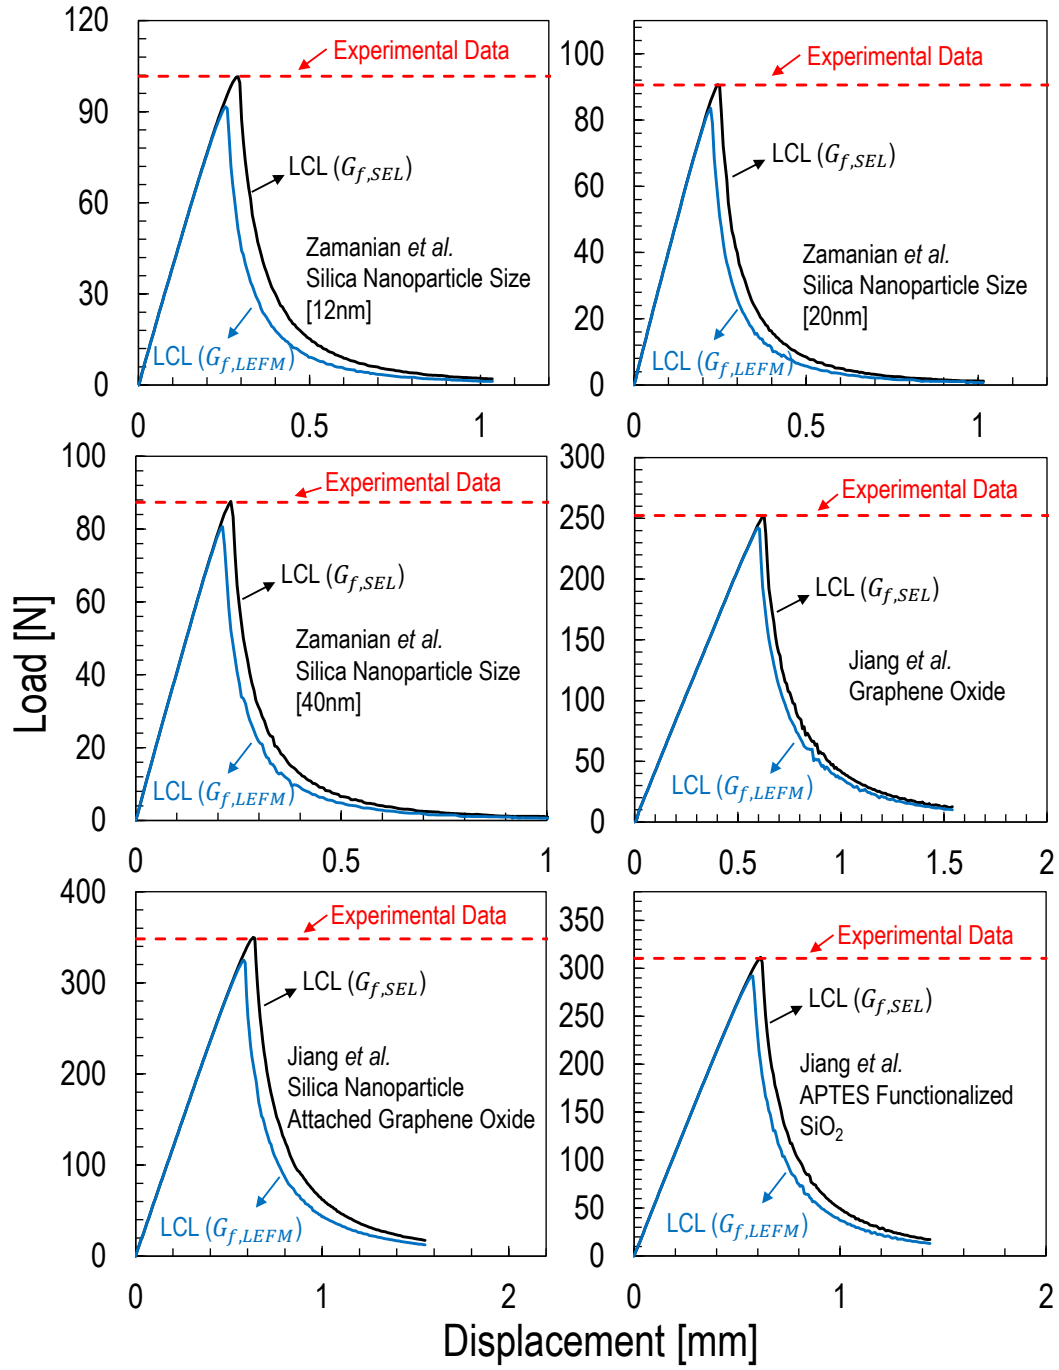 120
90
60
30
0
0
0.5
1
Experimental Data
LCL (G_{f,SEL})
Zamanian et al.
Silica Nanoparticle Size
[12nm]
LCL (G_{f,LEFM})
100
80
60
40
20
0
0
0.5
1
Experimental Data
LCL (G_{f,SEL})
Zamanian et al.
Silica Nanoparticle Size
[20nm]
LCL (G_{f,LEFM})
100
80
60
40
20
0
0
0.5
1
Experimental Data
LCL (G_{f,SEL})
Zamanian et al.
Silica Nanoparticle Size
[40nm]
LCL (G_{f,LEFM})
300
250
200
150
100
50
0
0
0.5
1
1.5
2
Experimental Data
LCL (G_{f,SEL})
Jiang et al.
Graphene Oxide
LCL (G_{f,LEFM})
Load [N]
400
300
200
100
0
0
1
2
Experimental Data
LCL (G_{f,SEL})
Jiang et al.
Silica Nanoparticle
Attached Graphene Oxide
LCL (G_{f,LEFM})
350
300
250
200
150
100
50
0
0
1
2
Experimental Data
LCL (G_{f,SEL})
Jiang et al.
APTES Functionalized
SiO₂
LCL (G_{f,LEFM})
Displacement [mm]